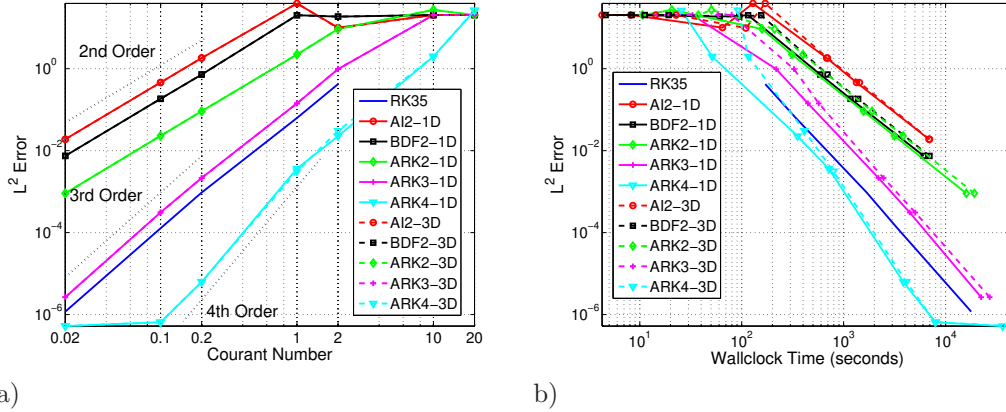 10^0
10^-2
10^-4
10^-6
L^2 Error
2nd Order
3rd Order
4th Order
RK35
AI2-1D
BDF2-1D
ARK2-1D
ARK3-1D
ARK4-1D
AI2-3D
BDF2-3D
ARK2-3D
ARK3-3D
ARK4-3D
0.02
0.1
0.2
1
2
10
20
Courant Number
a)
10^0
10^-2
10^-4
10^-6
L^2 Error
RK35
AI2-1D
BDF2-1D
ARK2-1D
ARK3-1D
ARK4-1D
AI2-3D
BDF2-3D
ARK2-3D
ARK3-3D
ARK4-3D
10^1
10^2
10^3
10^4
Wallclock Time (seconds)
b)